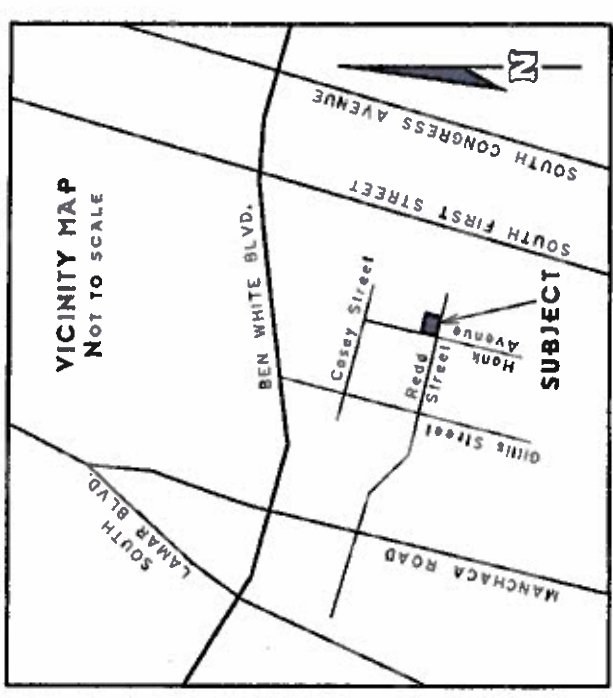 VICINITY MAP
NOT TO SCALE
N
SOUTH CONGRESS AVENUE
SOUTH FIRST STREET
BEN WHITE BLVD.
Casey Street
Redd
Street
Hank
Avenue
SUBJECT
Gillis Street
SOUTH
LAMAR BLVD.
MANCHACA ROAD